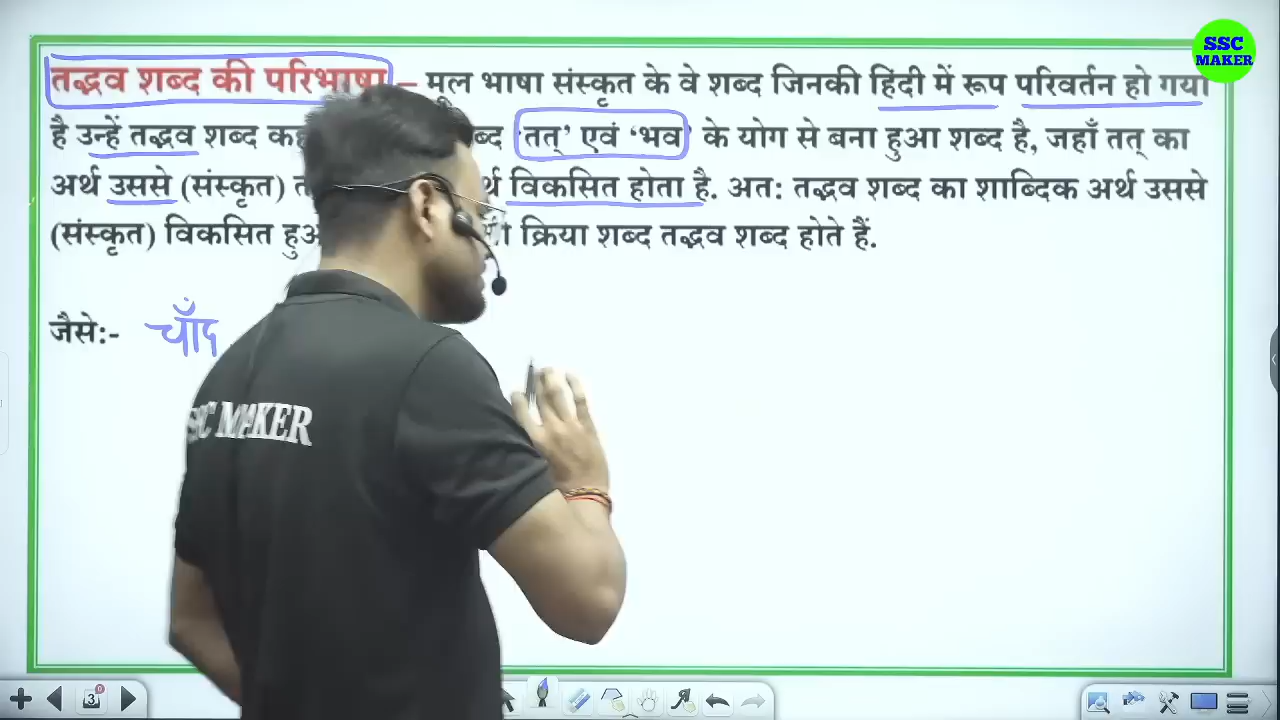 SSC
MAKER
तद्भव शब्द की परिभाषा – मूल भाषा संस्कृत के वे शब्द जिनकी हिंदी में रूप परिवर्तन हो गया
है उन्हें तद्भव शब्द एवं 'तत्' एवं 'भव' के योग से बना हुआ शब्द है, जहाँ तत् का
अर्थ उससे (संस्कृत) विकसित होता है. अत: तद्भव शब्द का शाब्दिक अर्थ उससे
(संस्कृत) विकसित क्रिया शब्द तद्भव शब्द होते हैं.
जैसे:- चाँद
SSC MAKER
3